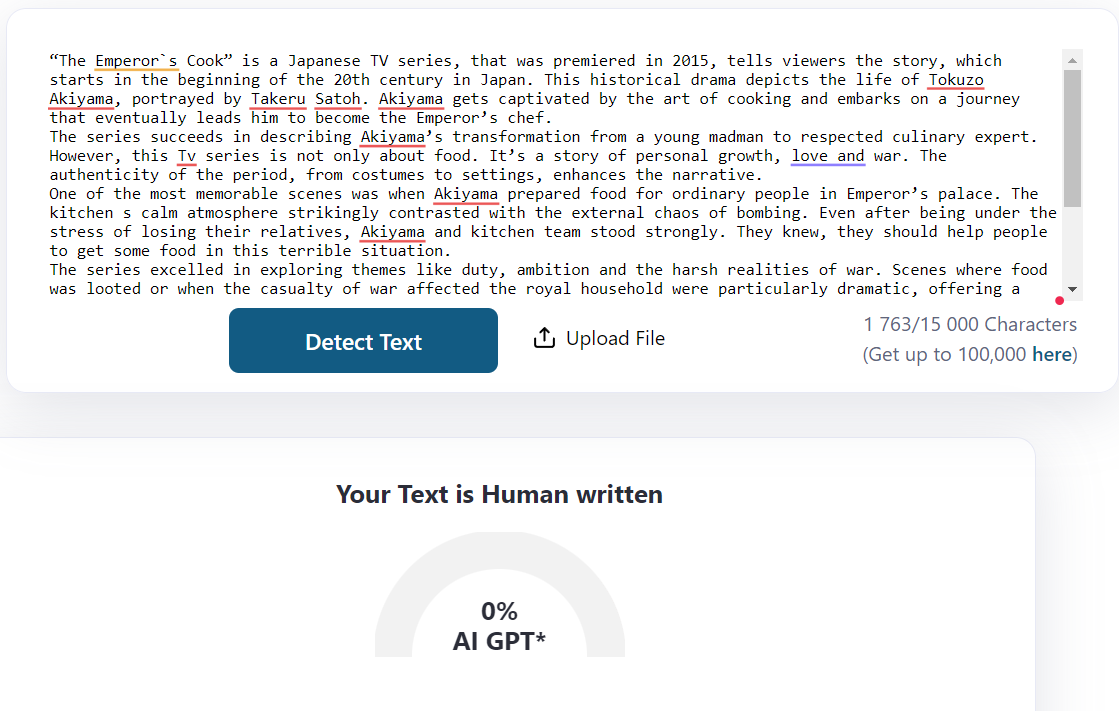 “The Emperor`s Cook” is a Japanese TV series, that was premiered in 2015, tells viewers the story, which
starts in the beginning of the 20th century in Japan. This historical drama depicts the life of Tokuzo
Akiyama, portrayed by Takeru Satoh. Akiyama gets captivated by the art of cooking and embarks on a journey
that eventually leads him to become the Emperor’s chef.
The series succeeds in describing Akiyama’s transformation from a young madman to respected culinary expert.
However, this Tv series is not only about food. It’s a story of personal growth, love and war. The
authenticity of the period, from costumes to settings, enhances the narrative.
One of the most memorable scenes was when Akiyama prepared food for ordinary people in Emperor’s palace. The
kitchen s calm atmosphere strikingly contrasted with the external chaos of bombing. Even after being under the
stress of losing their relatives, Akiyama and kitchen team stood strongly. They knew, they should help people
to get some food in this terrible situation.
The series excelled in exploring themes like duty, ambition and the harsh realities of war. Scenes where food
was looted or when the casualty of war affected the royal household were particularly dramatic, offering a
Detect Text
Upload File
1 763/15 000 Characters
(Get up to 100,000 here)
Your Text is Human written
0%
AI GPT*